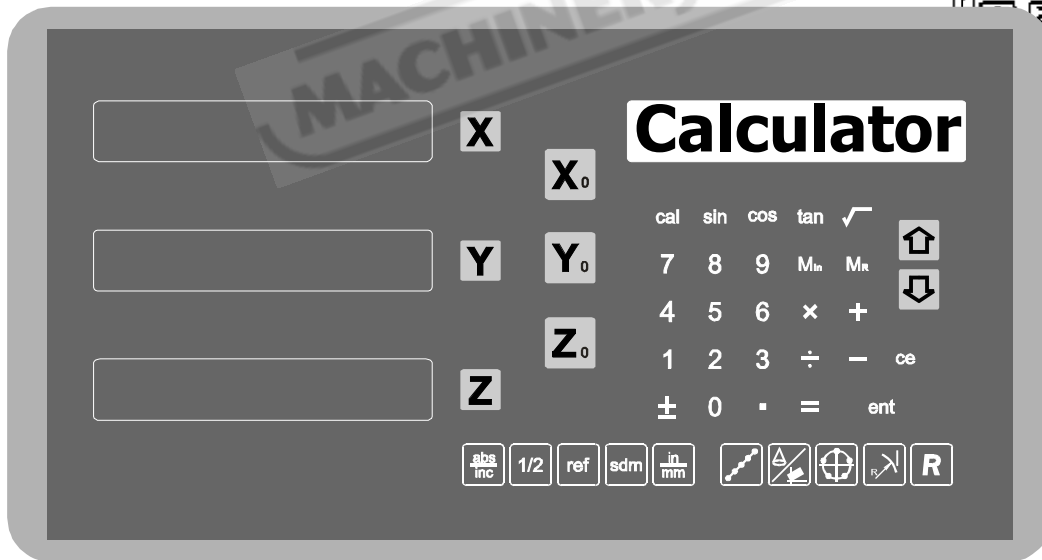 MACHINER
X
Calculator
X0
cal sin cos tan √
Y
Y0
7 8 9 MIn MR
4 5 6 × +
Z0
1 2 3 ÷ − ce
Z
± 0 . = ent
abs
inc
1/2 ref sdm
in
mm
R
R